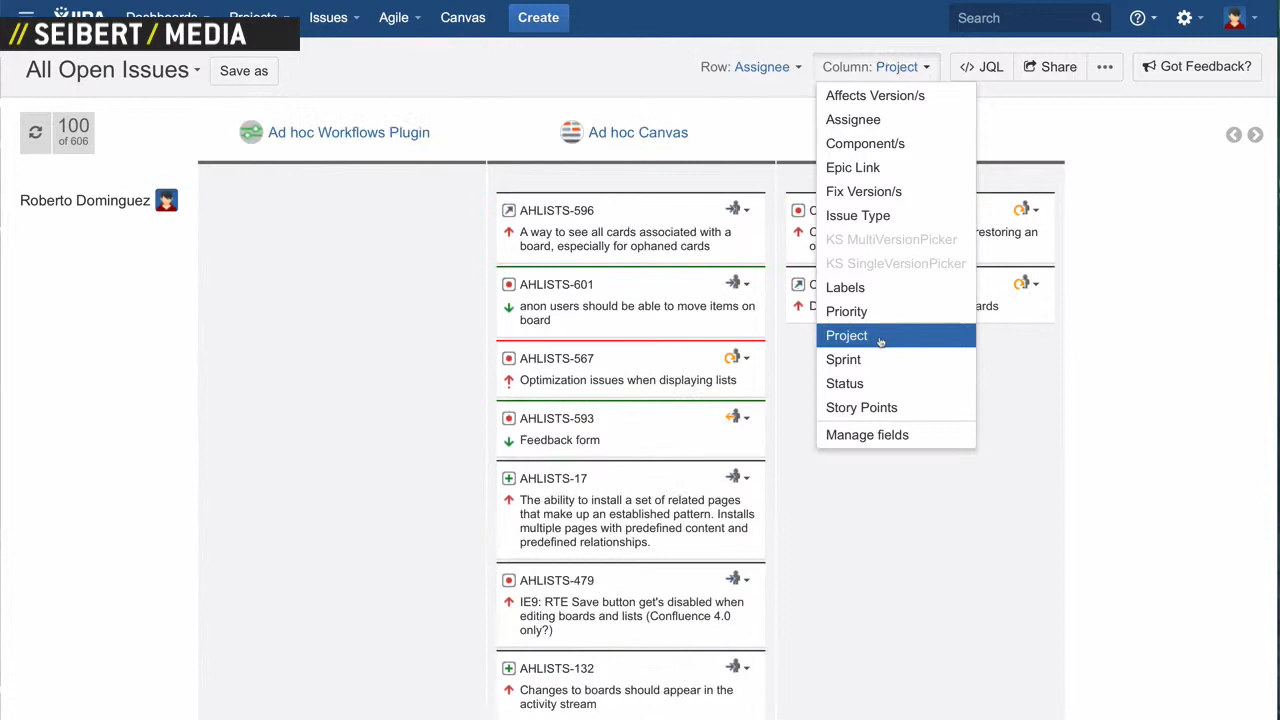 Dashboards Projects Issues Agile Canvas Create Search
// SEIBERT / MEDIA
All Open Issues Save as
Row: Assignee Column: Project </> JQL Share ••• Got Feedback?
100
of 606
Ad hoc Workflows Plugin Ad hoc Canvas
Affects Version/s
Assignee
Component/s
Epic Link
Fix Version/s
Issue Type
KS MultiVersionPicker
KS SingleVersionPicker
Labels
Priority
Project
Sprint
Status
Story Points
Manage fields
Roberto Dominguez
AHLISTS-596
A way to see all cards associated with a
board, especially for ophaned cards
AHLISTS-601
anon users should be able to move items on
board
AHLISTS-567
Optimization issues when displaying lists
AHLISTS-593
Feedback form
AHLISTS-17
The ability to install a set of related pages
that make up an established pattern. Installs
multiple pages with predefined content and
predefined relationships.
AHLISTS-479
IE9: RTE Save button get's disabled when
editing boards and lists (Confluence 4.0
only?)
AHLISTS-132
Changes to boards should appear in the
activity stream
restoring an